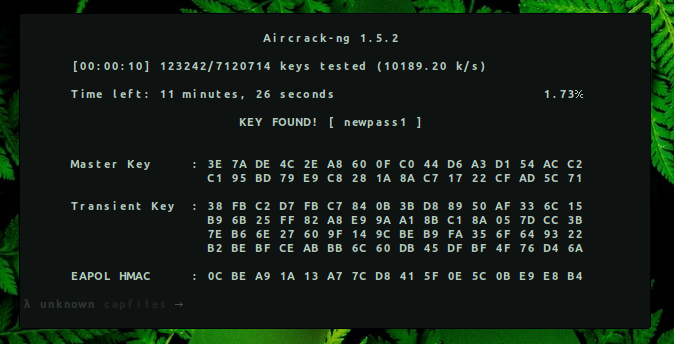 Aircrack-ng 1.5.2
[00:00:10] 123242/7120714 keys tested (10189.20 k/s)
Time left: 11 minutes, 26 seconds 1.73%
KEY FOUND! [ newpass1 ]
Master Key : 3E 7A DE 4C 2E A8 60 0F C0 44 D6 A3 D1 54 AC C2
C1 95 BD 79 E9 C8 28 1A 8A C7 17 22 CF AD 5C 71
Transient Key : 38 FB C2 D7 FB C7 84 0B 3B D8 89 50 AF 33 6C 15
B9 6B 25 FF 82 A8 E9 9A A1 8B C1 8A 05 7D CC 3B
7E B6 6E 27 60 9F 14 9C BE B9 FA 35 6F 64 93 22
B2 BE BF CE AB BB 6C 60 DB 45 DF BF 4F 76 D4 6A
EAPOL HMAC : 0C BE A9 1A 13 A7 7C D8 41 5F 0E 5C 0B E9 E8 B4
λ unknown capfiles →